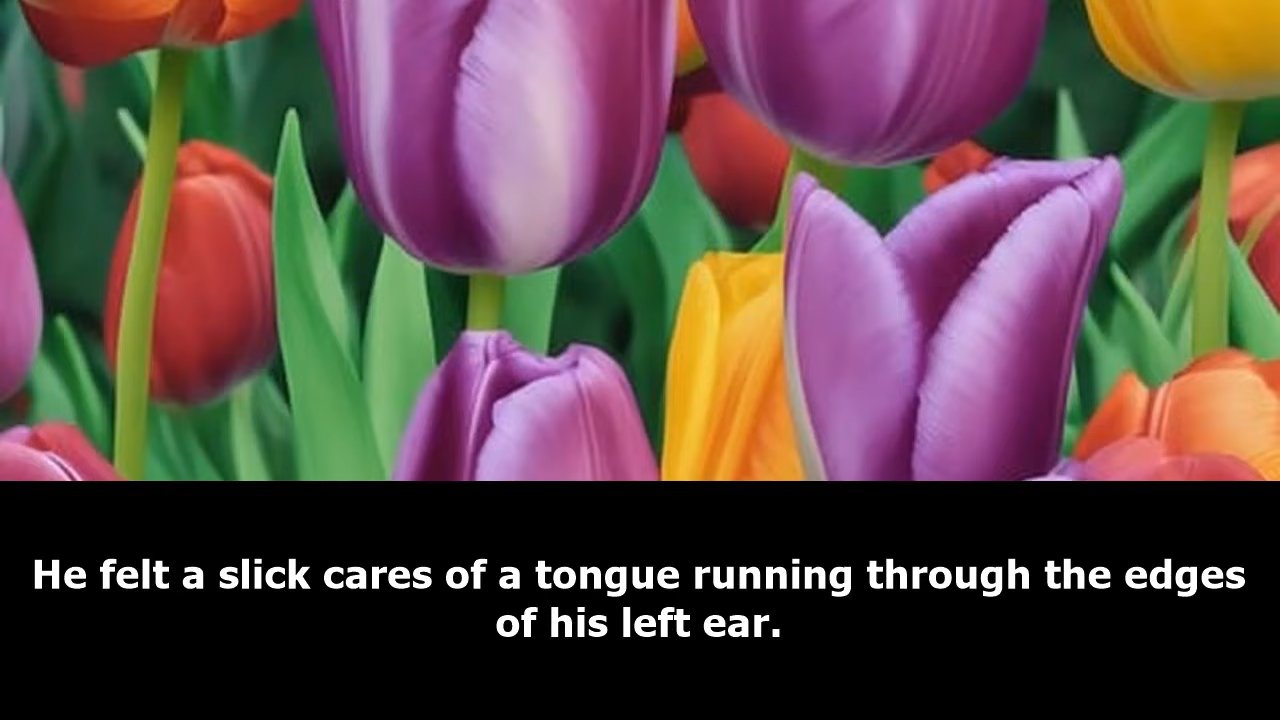 He felt a slick cares of a tongue running through the edges
of his left ear.